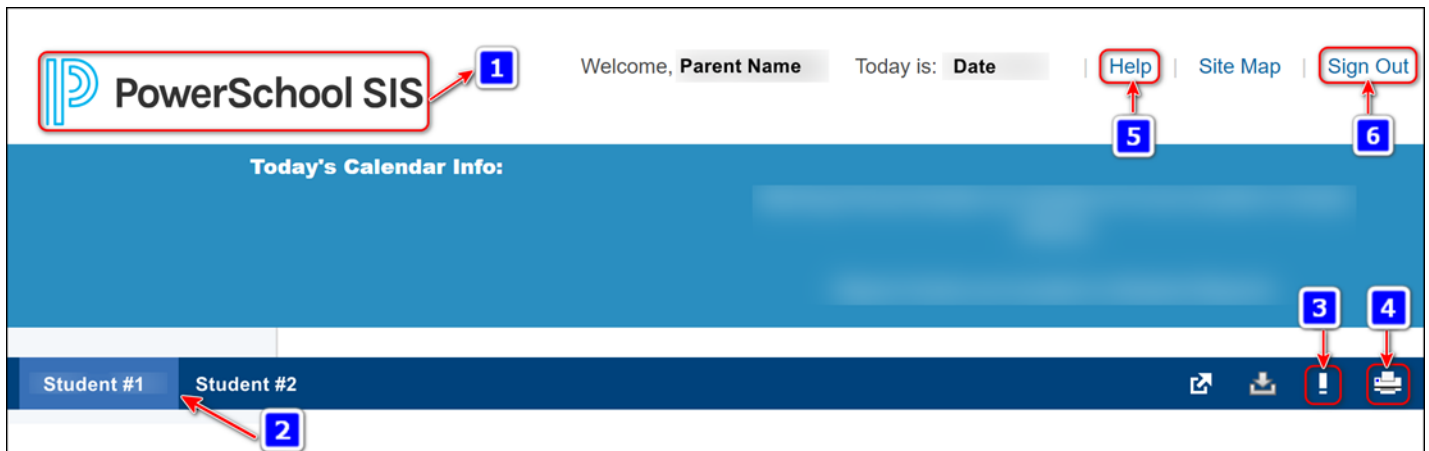 PowerSchool SIS 1 Welcome, Parent Name Today is: Date | Help | Site Map | Sign Out
5 6
Today's Calendar Info:
3 4
Student #1 Student #2
2